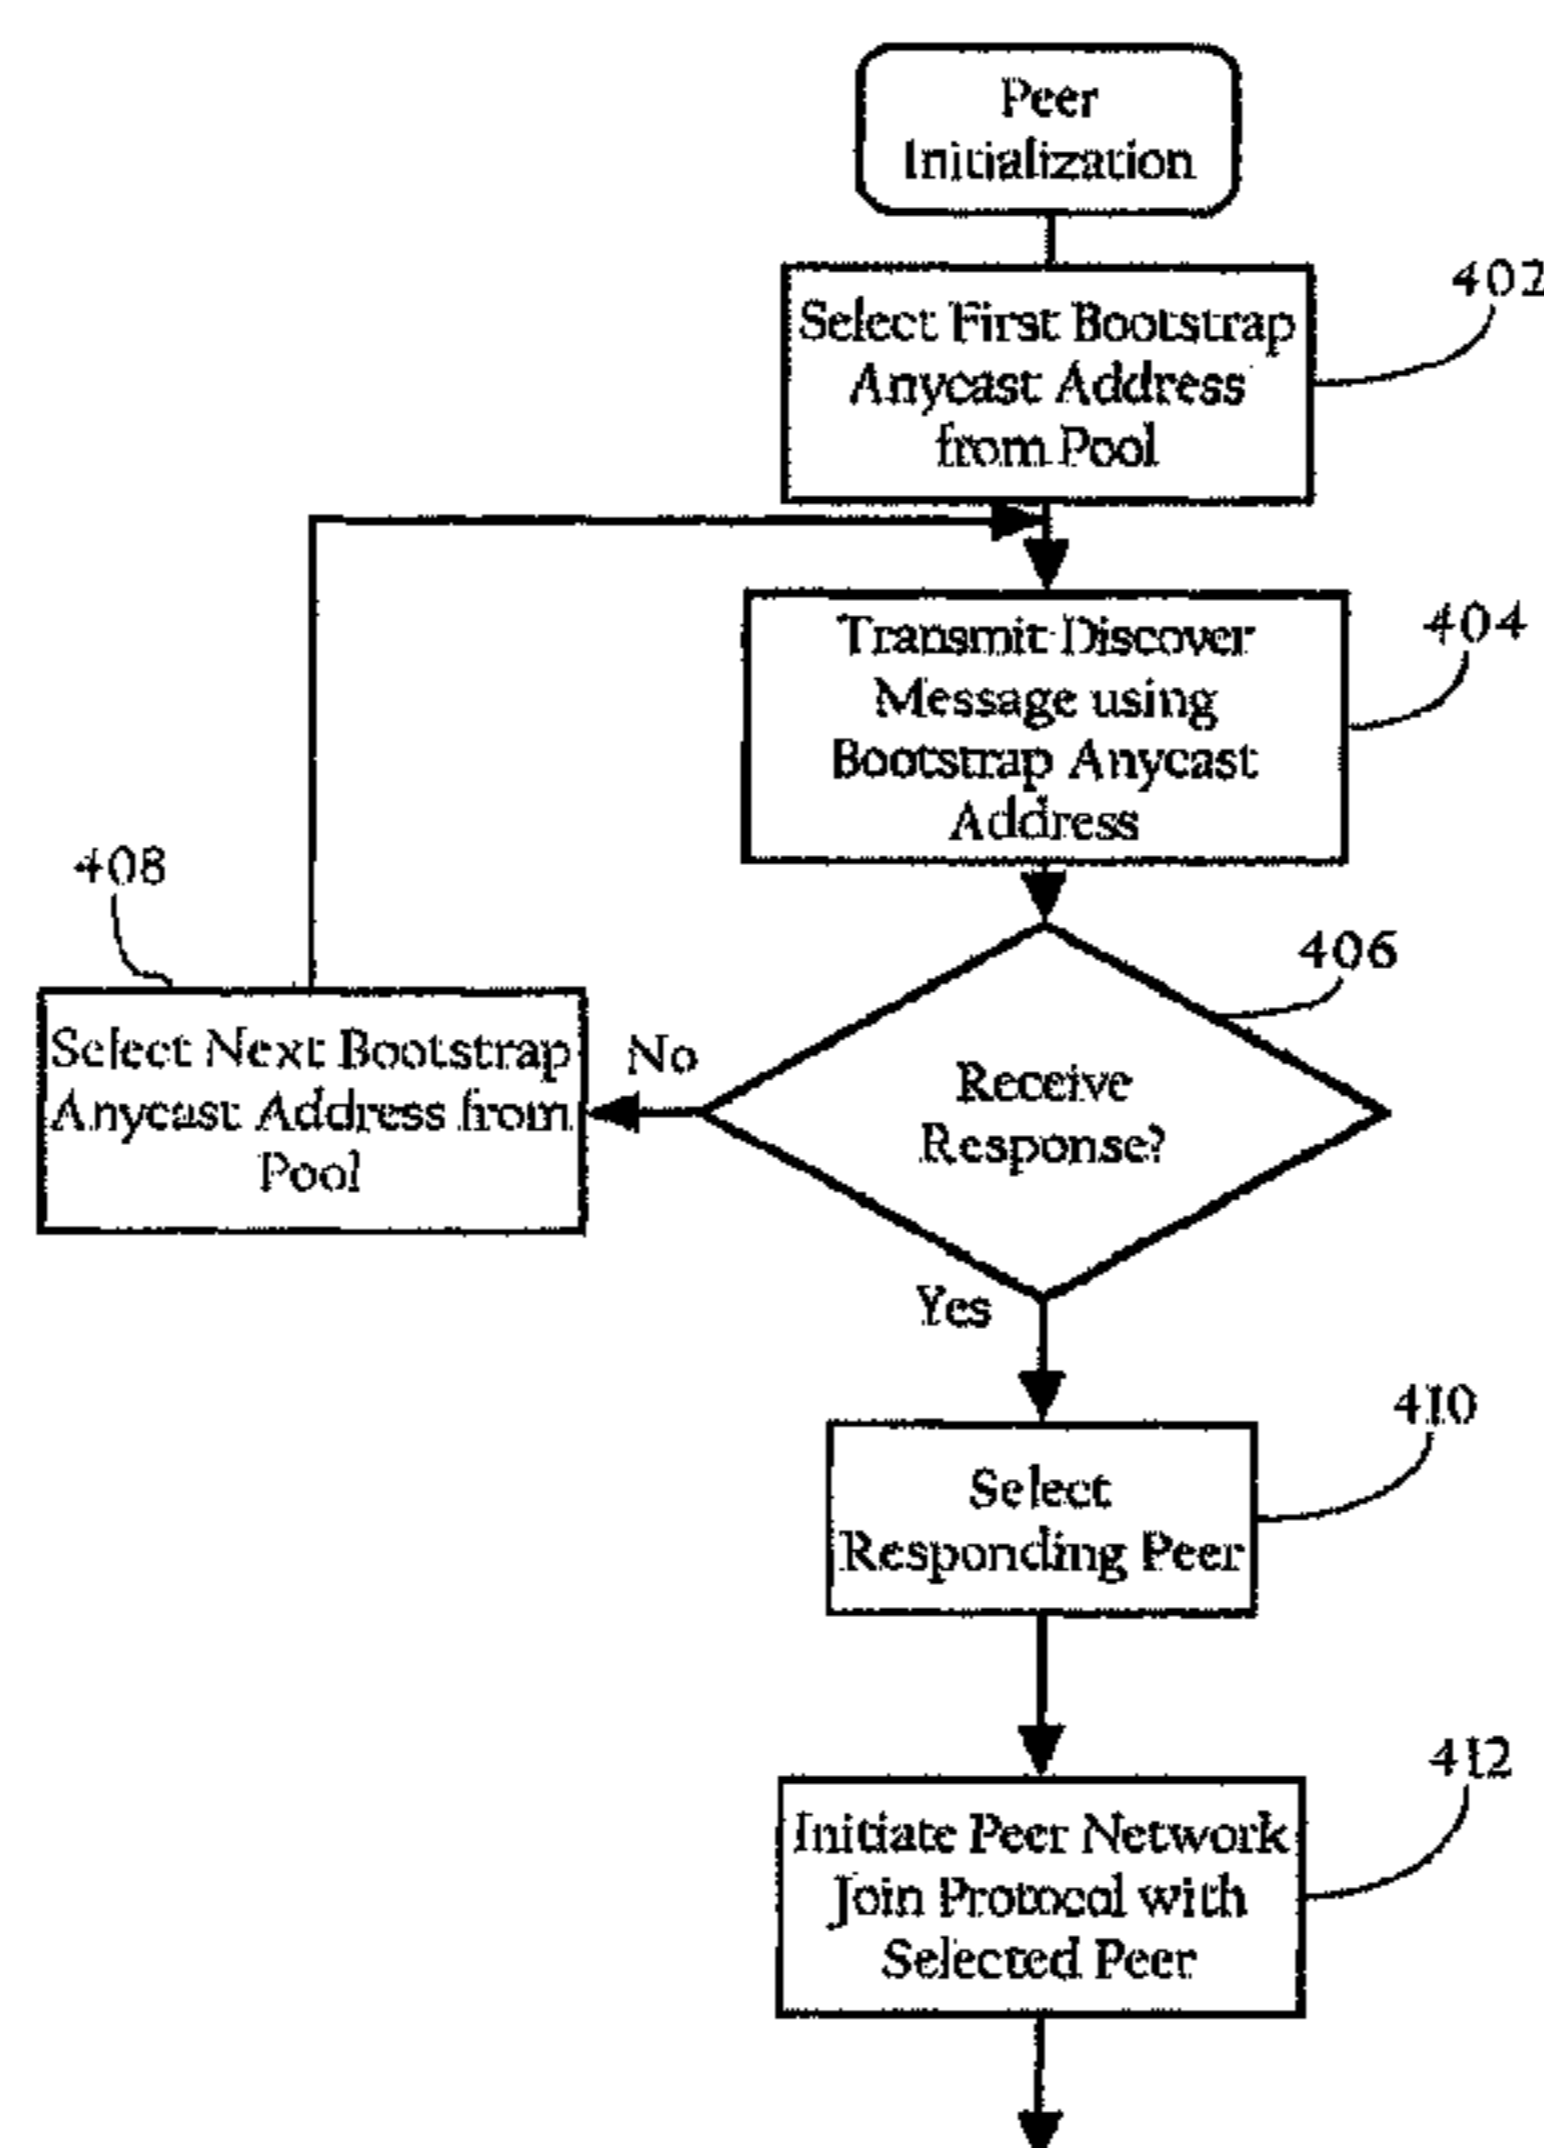 Peer
Initialization
402
Select First Bootstrap
Anycast Address
from Pool
404
Transmit Discover
Message using
Bootstrap Anycast
Address
408
406
Select Next Bootstrap
Anycast Address from
Pool
No
Receive
Response?
Yes
410
Select
Responding Peer
412
Initiate Peer Network
Join Protocol with
Selected Peer